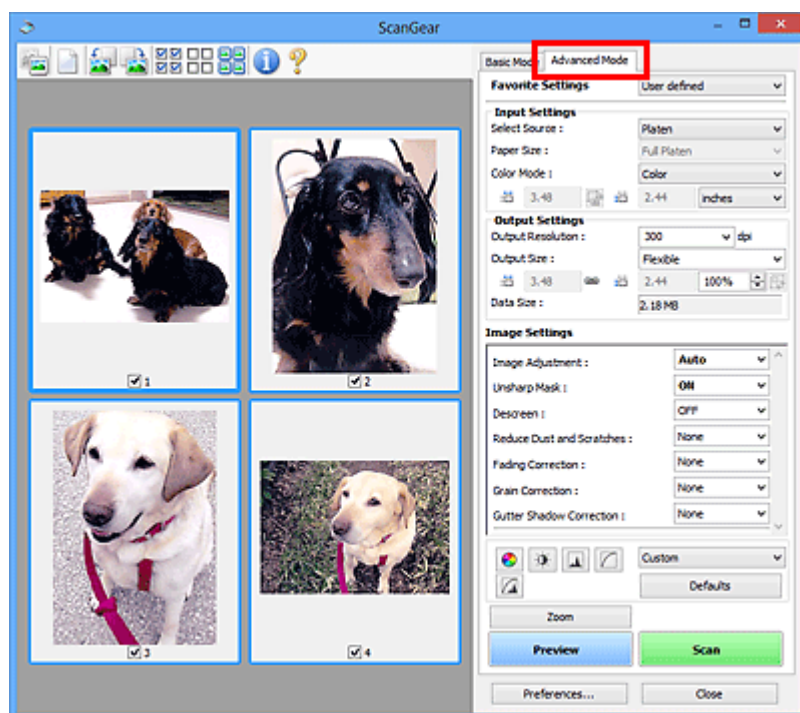 ScanGear
Basic Mode Advanced Mode
Favorite Settings User defined
Input Settings
Select Source : Platen
Paper Size : Full Platen
Color Mode : Color
3.48 2.44 inches
Output Settings
Output Resolution : 300 dpi
Output Size : Flexible
3.48 2.44 100%
Data Size : 2.18 MB
Image Settings
Image Adjustment : Auto
Unsharp Mask : ON
Descreen : OFF
Reduce Dust and Scratches : None
Fading Correction : None
Grain Correction : None
Gutter Shadow Correction : None
Custom
Defaults
Zoom
Preview Scan
Preferences... Close
1
2
3
4